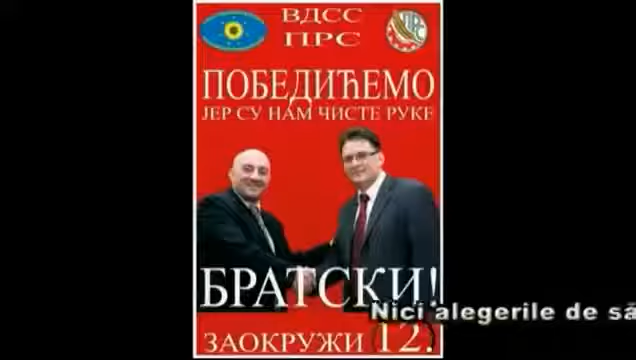 ВДСС
ПРС
ПОБЕДИЋЕМО
ЈЕР СУ НАМ ЧИСТЕ РУКЕ
БРАТСКИ!
Nici alegerile de să
ЗАОКРУЖИ 12.